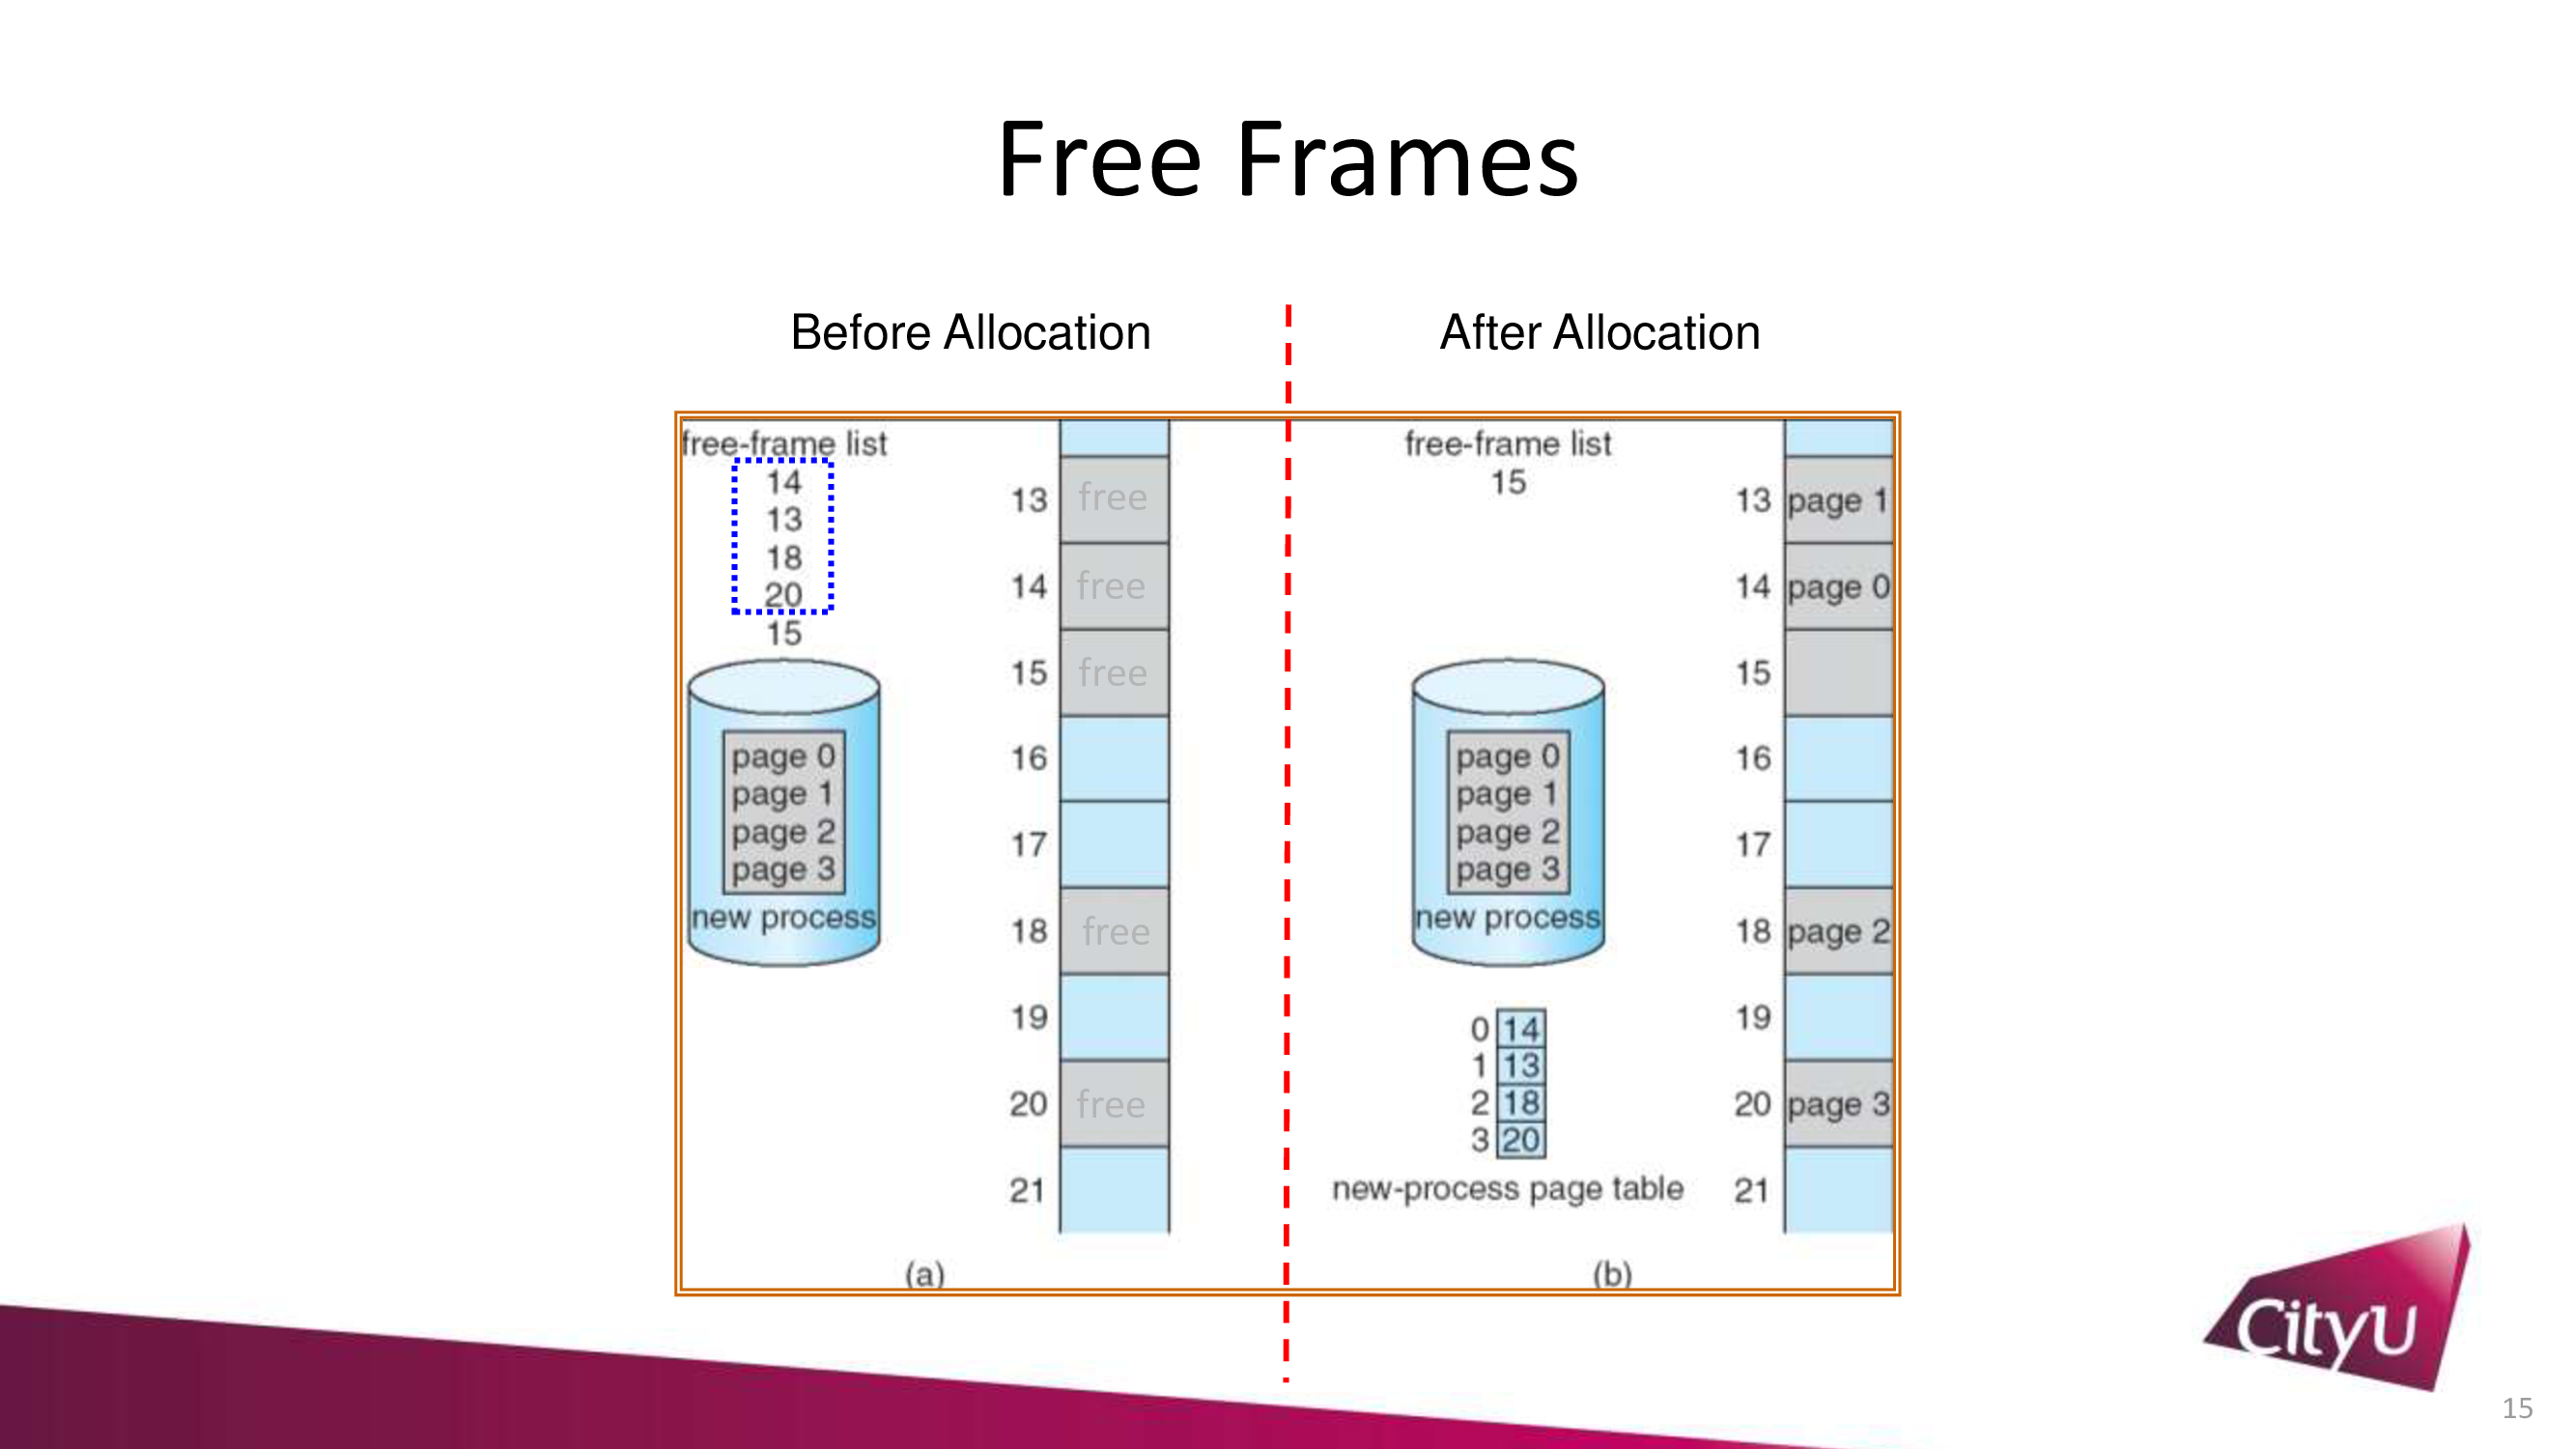 Free Frames
Before Allocation
After Allocation
free-frame list
14
13
18
20
15
page 0
page 1
page 2
page 3
new process
13 free
14 free
15 free
16
17
18 free
19
20 free
21
(a)
free-frame list
15
page 0
page 1
page 2
page 3
new process
0 14
1 13
2 18
3 20
new-process page table
13 page 1
14 page 0
15
16
17
18 page 2
19
20 page 3
21
(b)
CityU
15